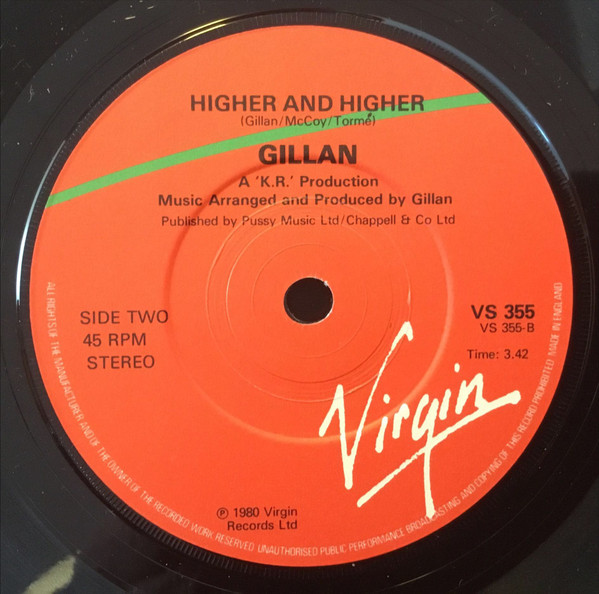 HIGHER AND HIGHER
(Gillan/McCoy/Tormé)
GILLAN
A 'K.R.' Production
Music Arranged and Produced by Gillan
Published by Pussy Music Ltd/Chappell & Co Ltd
SIDE TWO
45 RPM
STEREO
VS 355
VS 355-B
Time: 3.42
Virgin
℗ 1980 Virgin
Records Ltd
ALL RIGHTS OF THE MANUFACTURER AND OF THE OWNER OF THE RECORDED WORK RESERVED UNAUTHORISED PUBLIC PERFORMANCE BROADCASTING AND COPYING OF THIS RECORD PROHIBITED MADE IN ENGLAND